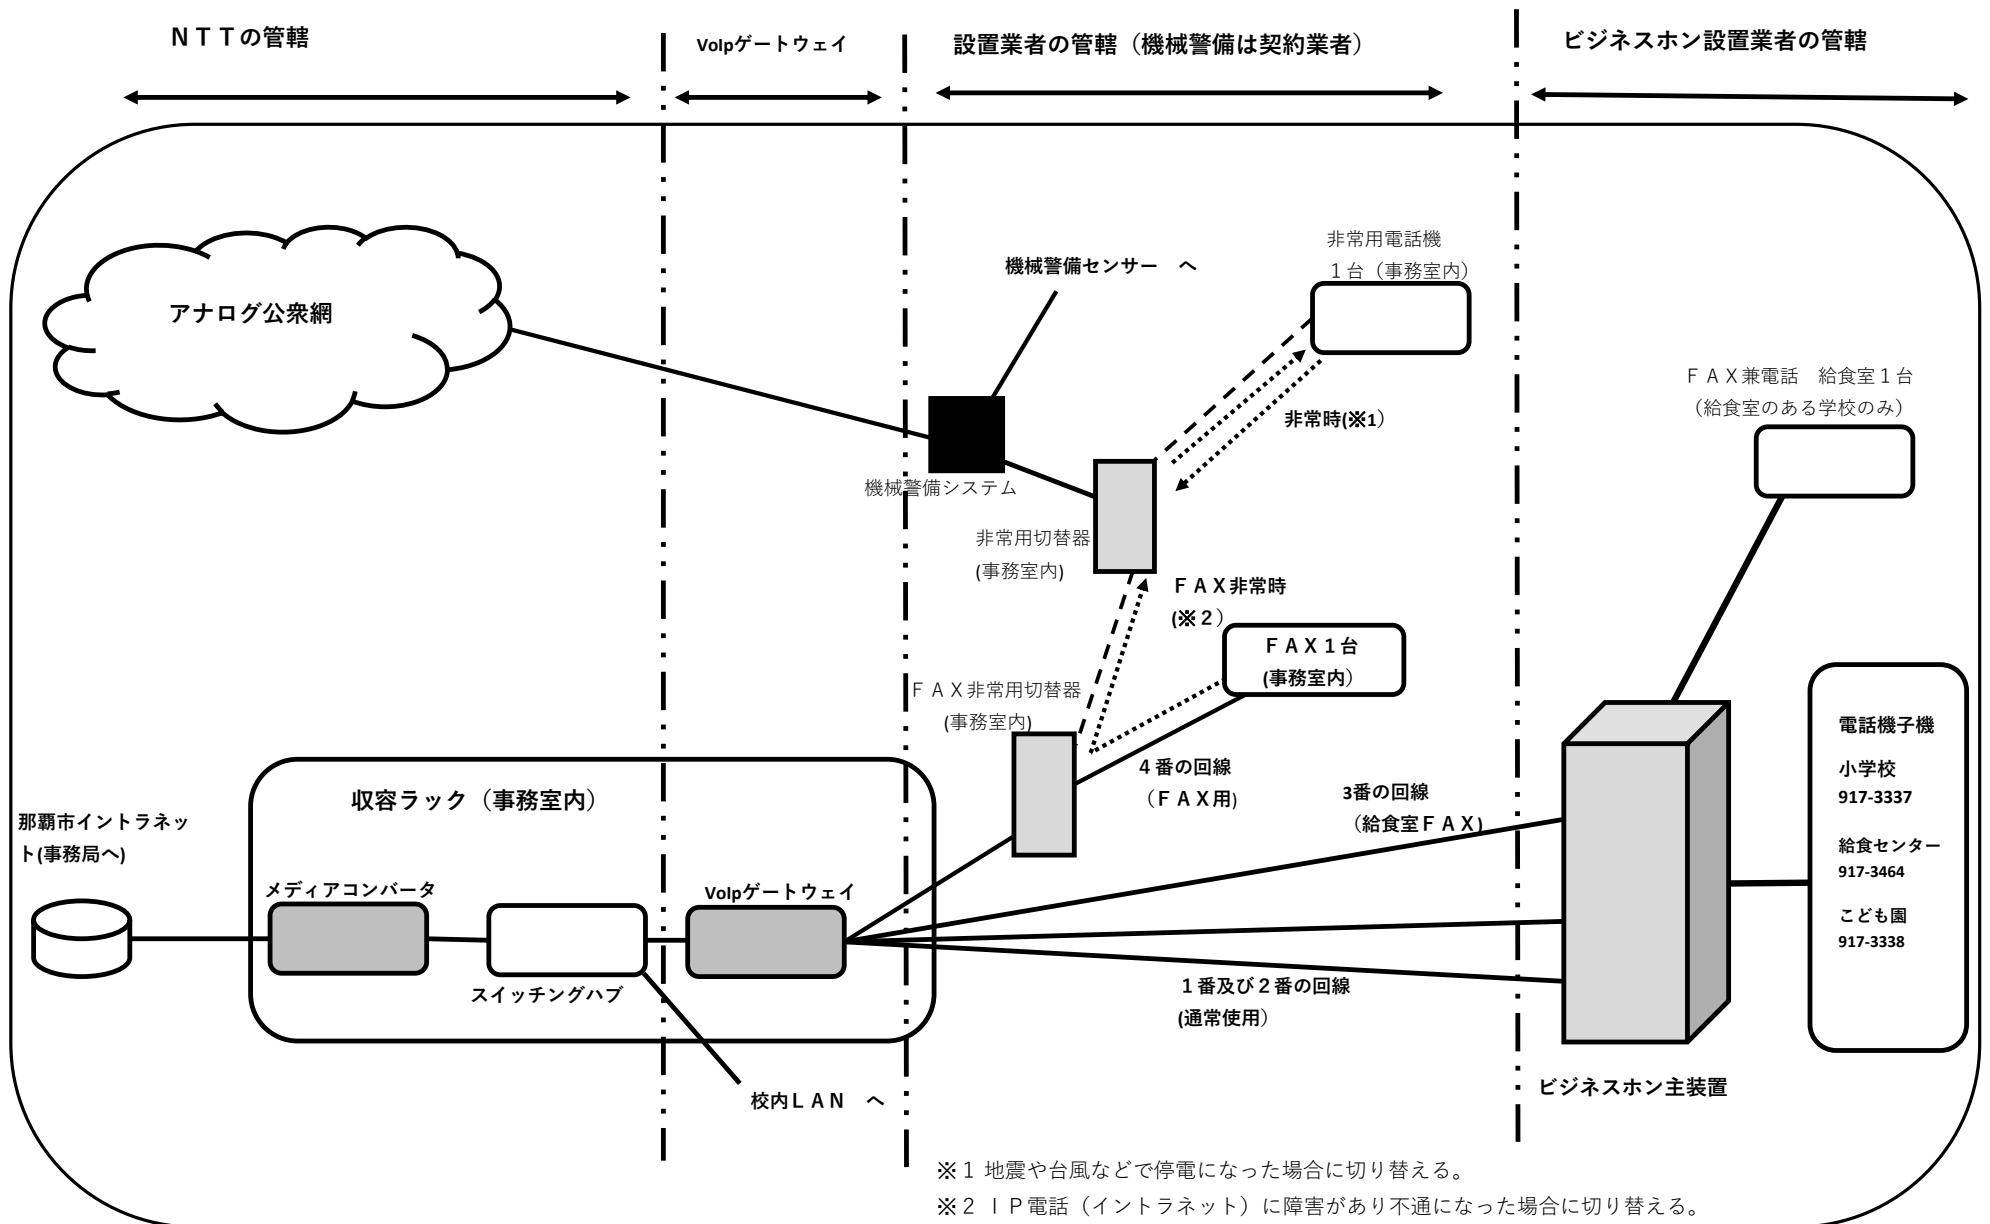 ＮＴＴの管轄
VoIpゲートウェイ
設置業者の管轄（機械警備は契約業者）
ビジネスホン設置業者の管轄
アナログ公衆網
機械警備センサー　へ
非常用電話機
１台（事務室内）
非常時(※1）
ＦＡＸ兼電話　給食室１台
（給食室のある学校のみ）
機械警備システム
非常用切替器
(事務室内)
ＦＡＸ非常時
(※２）
ＦＡＸ１台
(事務室内）
ＦＡＸ非常用切替器
(事務室内)
４番の回線
（ＦＡＸ用)
3番の回線
（給食室ＦＡＸ)
収容ラック（事務室内）
那覇市イントラネッ
ト(事務局へ)
メディアコンバータ
スイッチングハブ
VoIpゲートウェイ
１番及び２番の回線
(通常使用）
校内ＬＡＮ　へ
電話機子機
小学校
917-3337
給食センター
917-3464
こども園
917-3338
ビジネスホン主装置
※１ 地震や台風などで停電になった場合に切り替える。
※２ ＩＰ電話（イントラネット）に障害があり不通になった場合に切り替える。